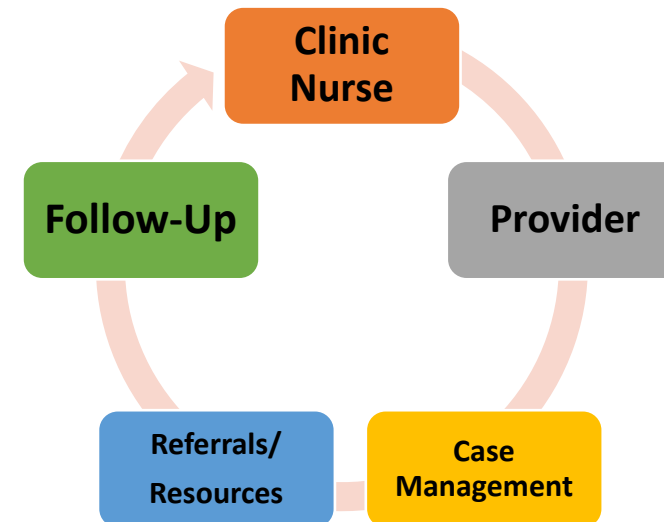 Clinic
Nurse
Provider
Case
Management
Referrals/
Resources
Follow-Up